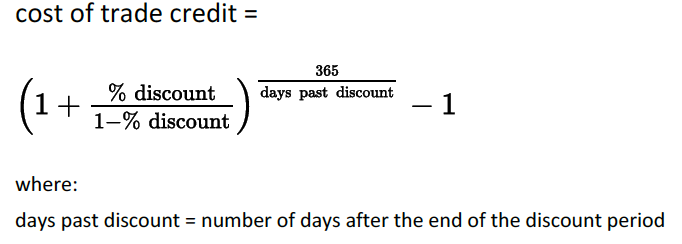 cost of trade credit =
(1 + % discount / 1−% discount)^(365 / days past discount) − 1
where:
days past discount = number of days after the end of the discount period